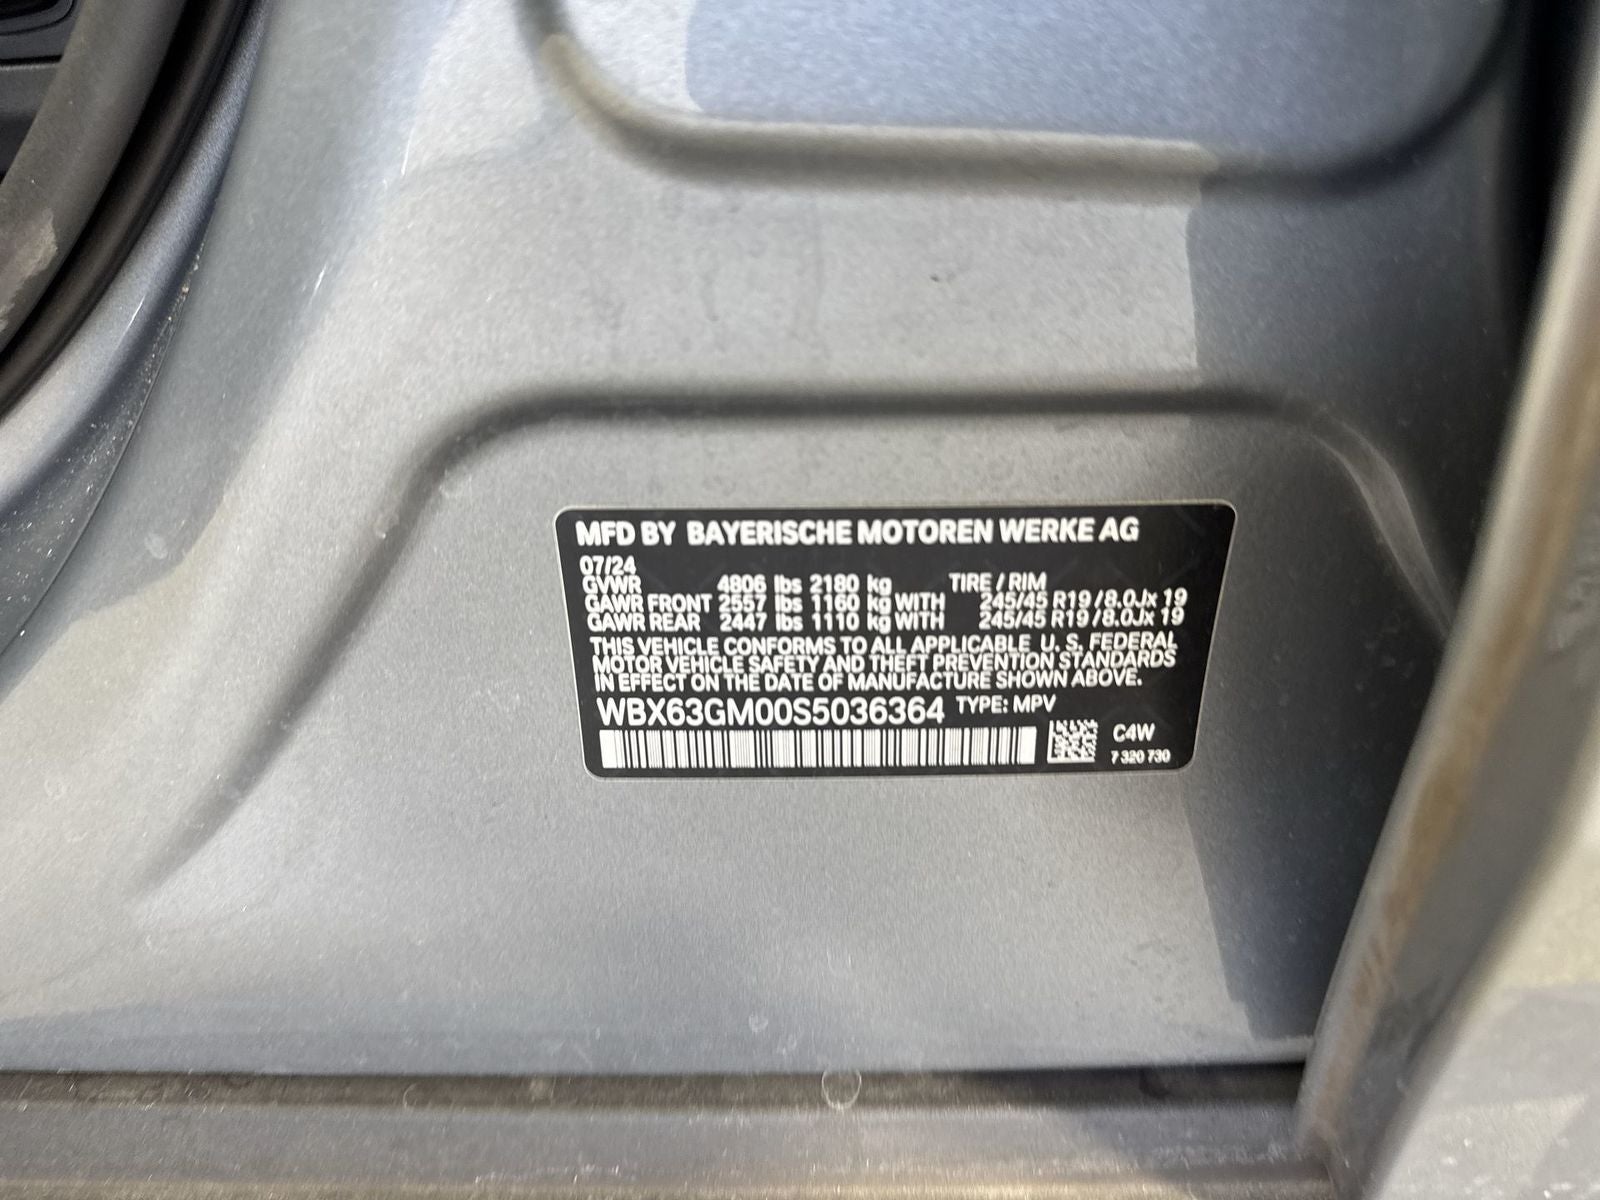 MFD BY BAYERISCHE MOTOREN WERKE AG
07/24
GVWR 4806 lbs 2180 kg TIRE / RIM
GAWR FRONT 2557 lbs 1160 kg WITH 245/45 R19 / 8.0Jx 19
GAWR REAR 2447 lbs 1110 kg WITH 245/45 R19 / 8.0Jx 19
THIS VEHICLE CONFORMS TO ALL APPLICABLE U. S. FEDERAL
MOTOR VEHICLE SAFETY AND THEFT PREVENTION STANDARDS
IN EFFECT ON THE DATE OF MANUFACTURE SHOWN ABOVE.
WBX63GM00S5036364 TYPE: MPV
C4W
7 320 730